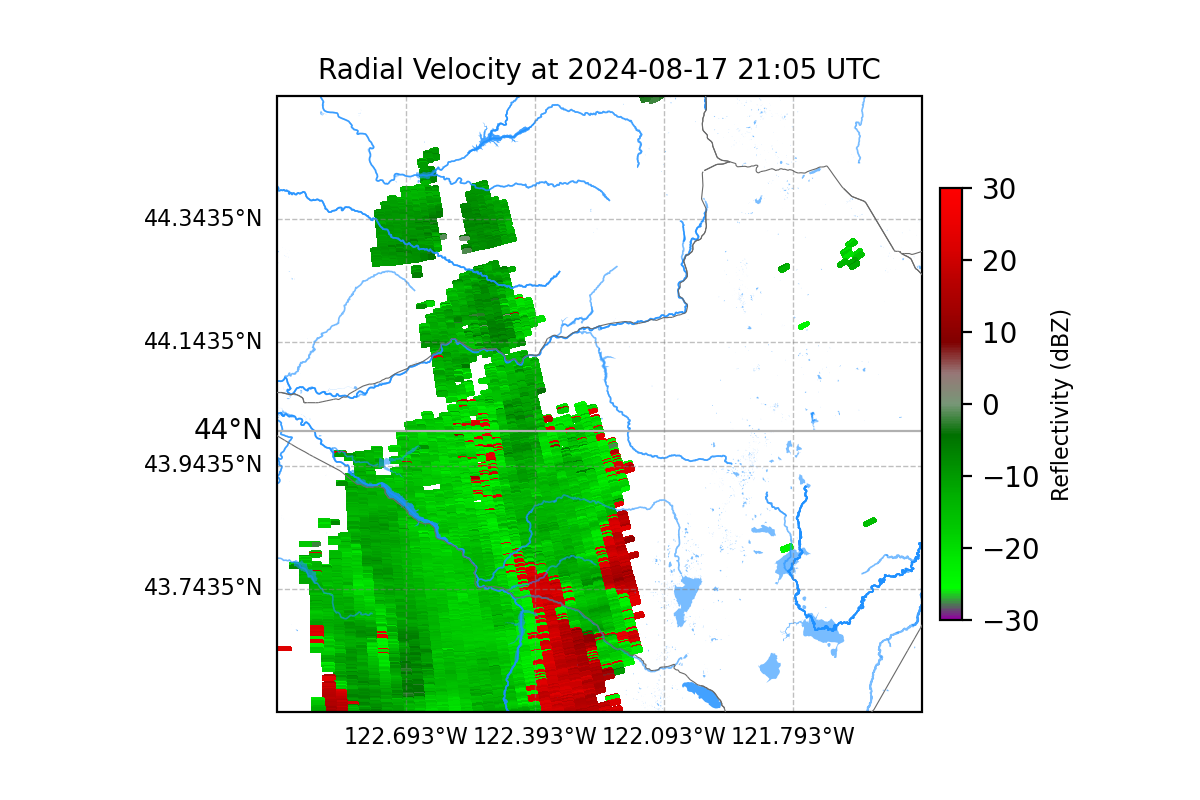 Radial Velocity at 2024-08-17 21:05 UTC
44.3435°N
44.1435°N
44°N
43.9435°N
43.7435°N
122.693°W 122.393°W 122.093°W 121.793°W
30
20
10
0
−10
−20
−30
Reflectivity (dBZ)